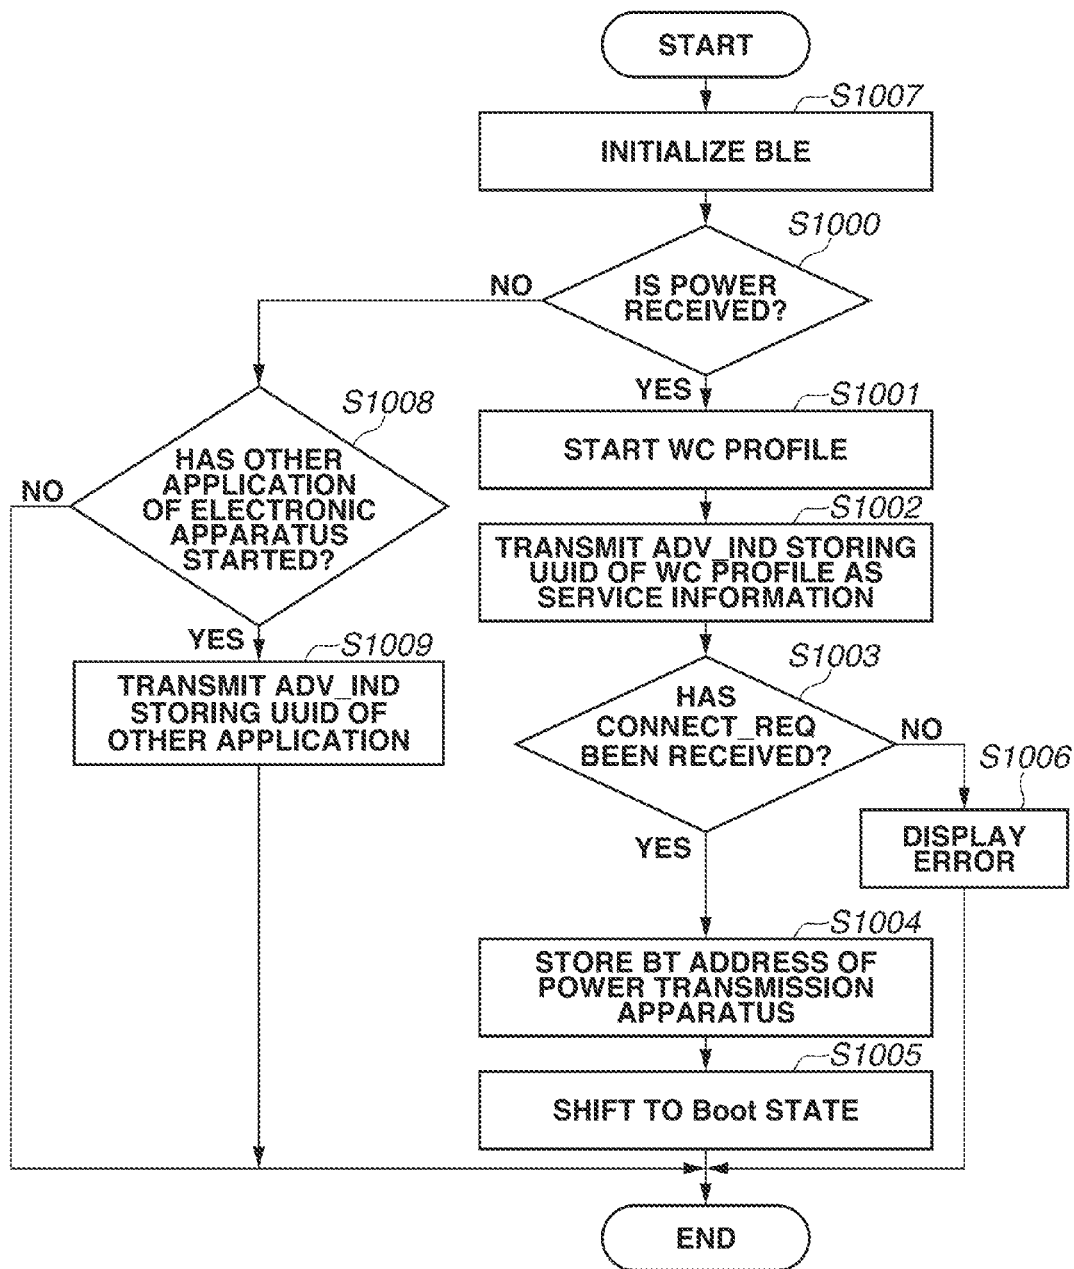 START
S1007
INITIALIZE BLE
S1000
IS POWER
RECEIVED?
NO
YES
S1001
START WC PROFILE
S1002
TRANSMIT ADV_IND STORING
UUID OF WC PROFILE AS
SERVICE INFORMATION
S1003
HAS
CONNECT_REQ
BEEN RECEIVED?
NO
S1006
DISPLAY
ERROR
YES
S1004
STORE BT ADDRESS OF
POWER TRANSMISSION
APPARATUS
S1005
SHIFT TO Boot STATE
S1008
HAS OTHER
APPLICATION
OF ELECTRONIC
APPARATUS
STARTED?
NO
YES
S1009
TRANSMIT ADV_IND
STORING UUID OF
OTHER APPLICATION
END